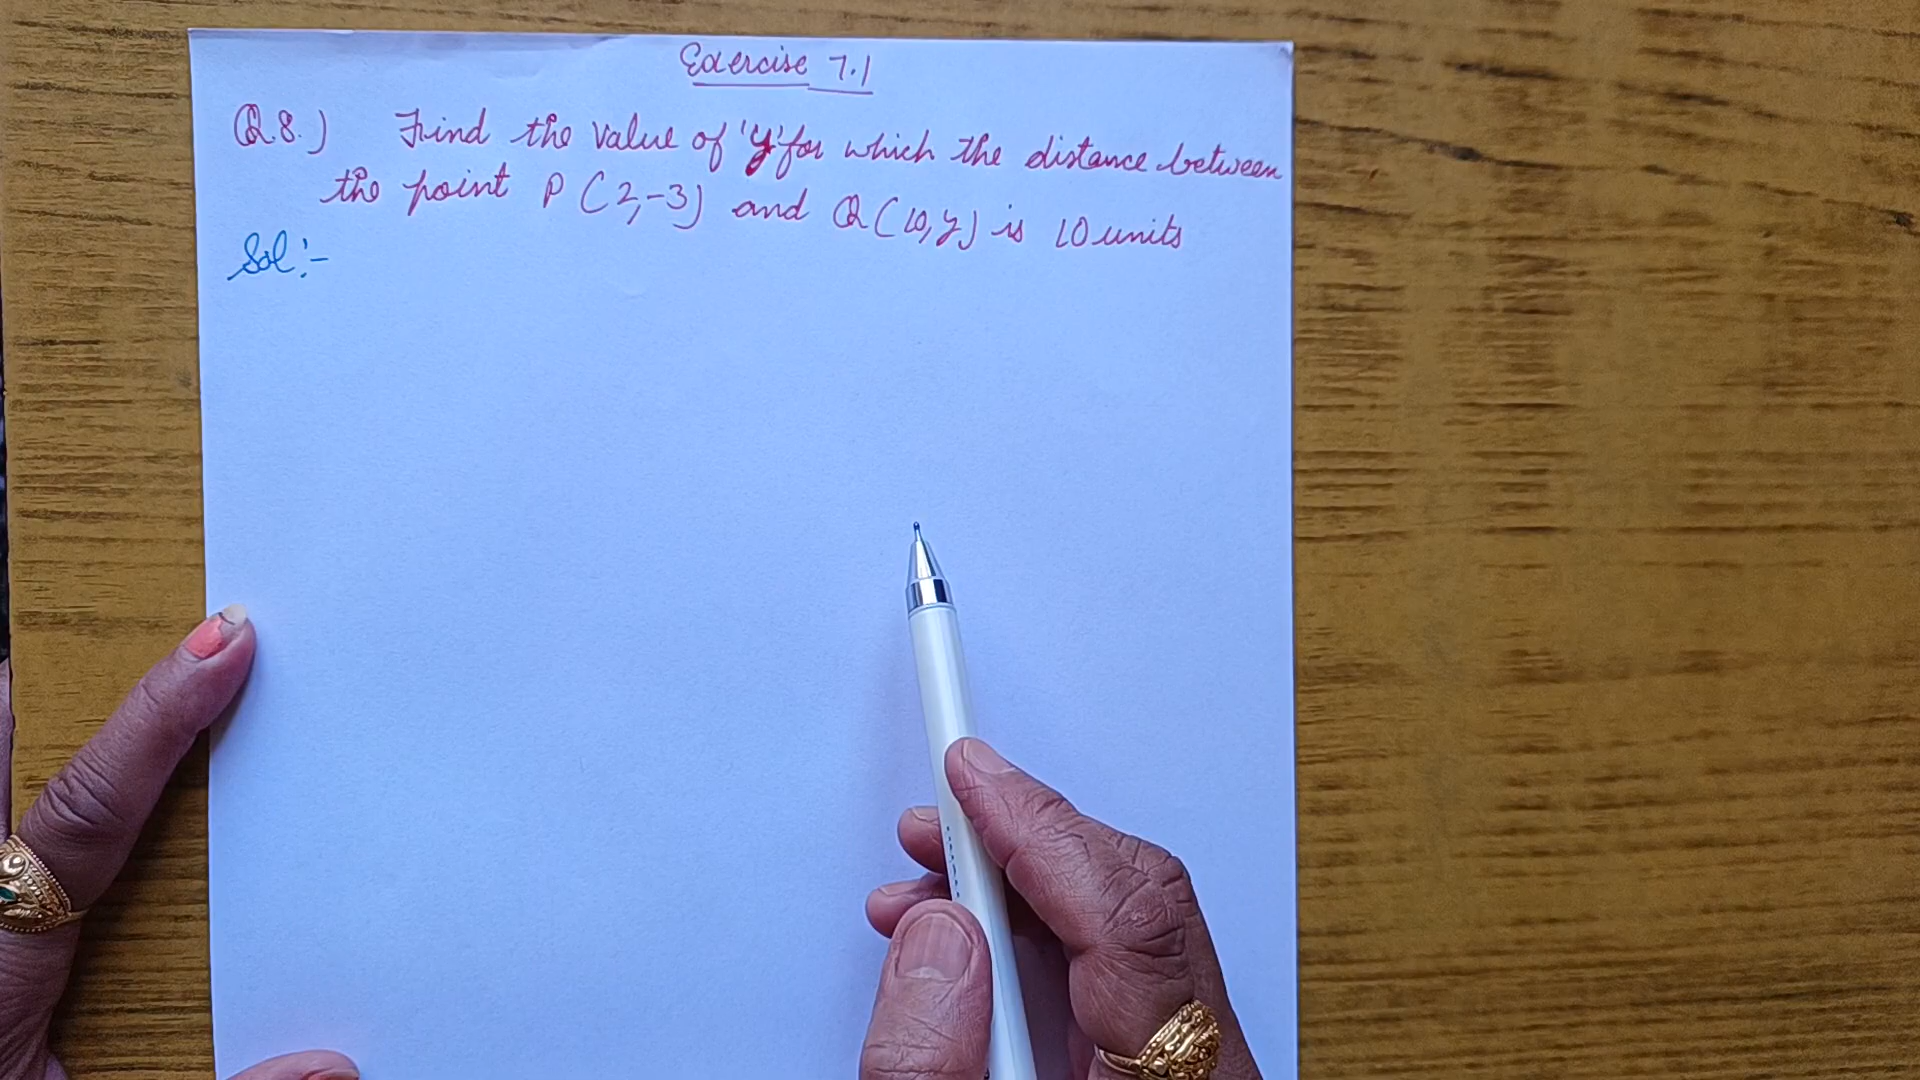 Exercise 7.1
Q.8.) Find the value of 'y' for which the distance between
the point P (2,-3) and Q (10,y) is 10 units
Sol:-